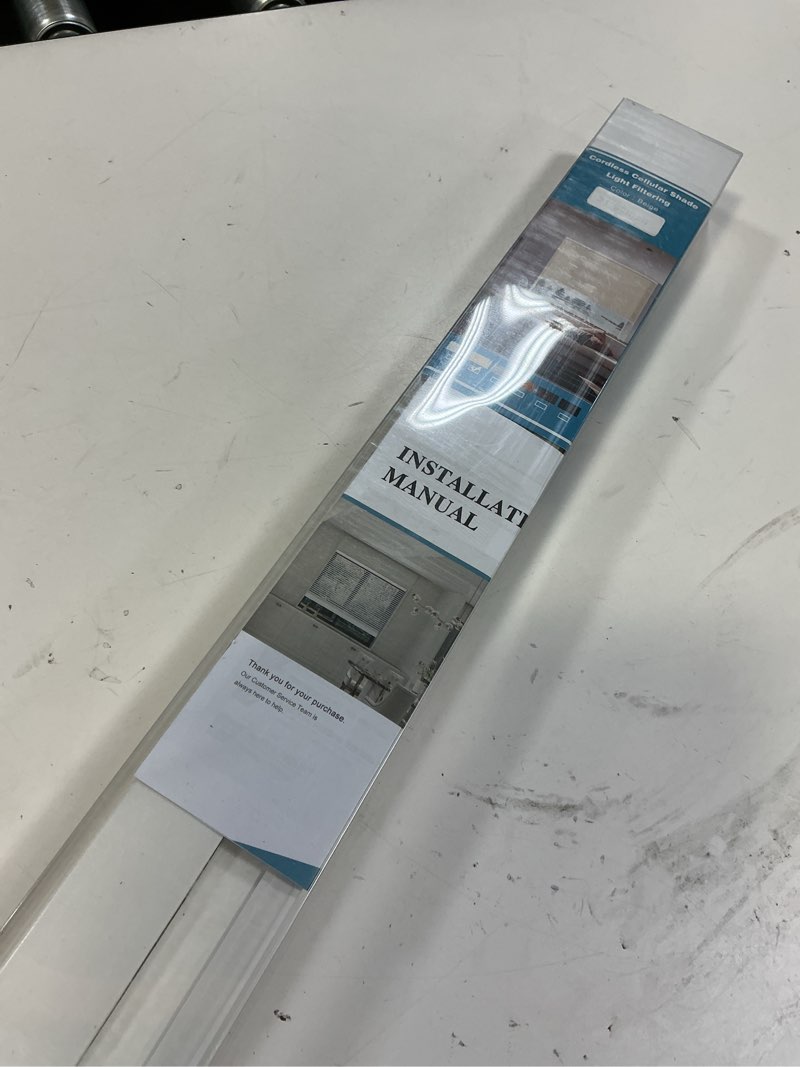 Cordless Cellular Shade
Light Filtering
Color : Beige
INSTALLATI
MANUAL
Thank you for your purchase.
Our Customer Service Team is
always here to help.